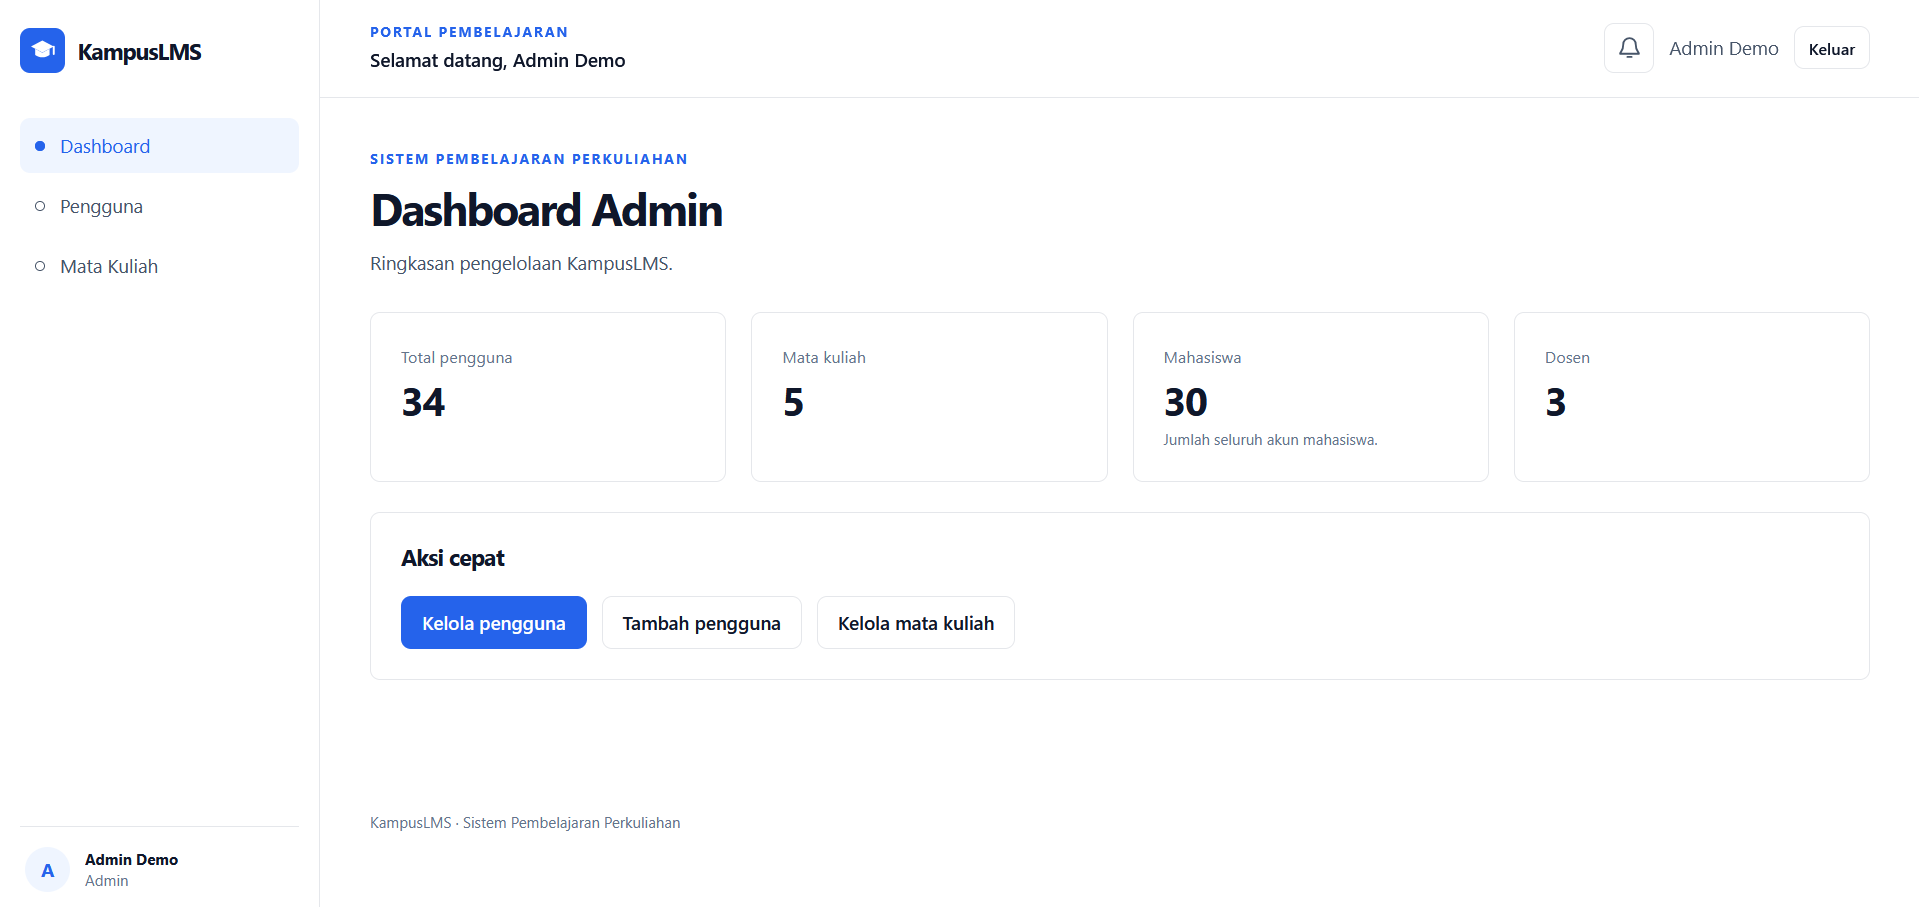 KampusLMS
Dashboard
Pengguna
Mata Kuliah
A
Admin Demo
Admin
PORTAL PEMBELAJARAN
Selamat datang, Admin Demo
Admin Demo
Keluar
SISTEM PEMBELAJARAN PERKULIAHAN
Dashboard Admin
Ringkasan pengelolaan KampusLMS.
Total pengguna
34
Mata kuliah
5
Mahasiswa
30
Jumlah seluruh akun mahasiswa.
Dosen
3
Aksi cepat
Kelola pengguna
Tambah pengguna
Kelola mata kuliah
KampusLMS · Sistem Pembelajaran Perkuliahan